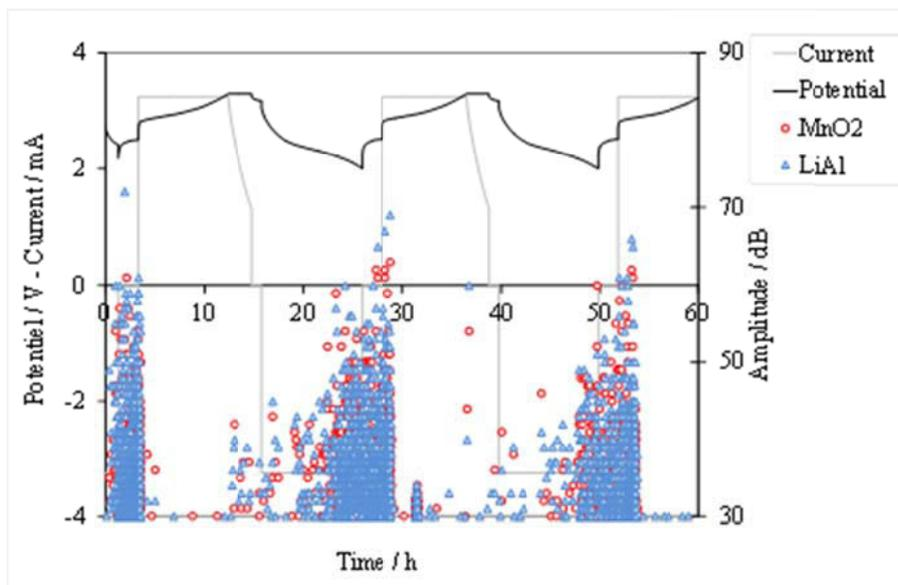 4
2
0
-2
-4
0
10
20
30
40
50
60
90
70
50
30
Potentiel / V - Current / mA
Amplitude / dB
Time / h
Current
Potential
MnO2
LiAl